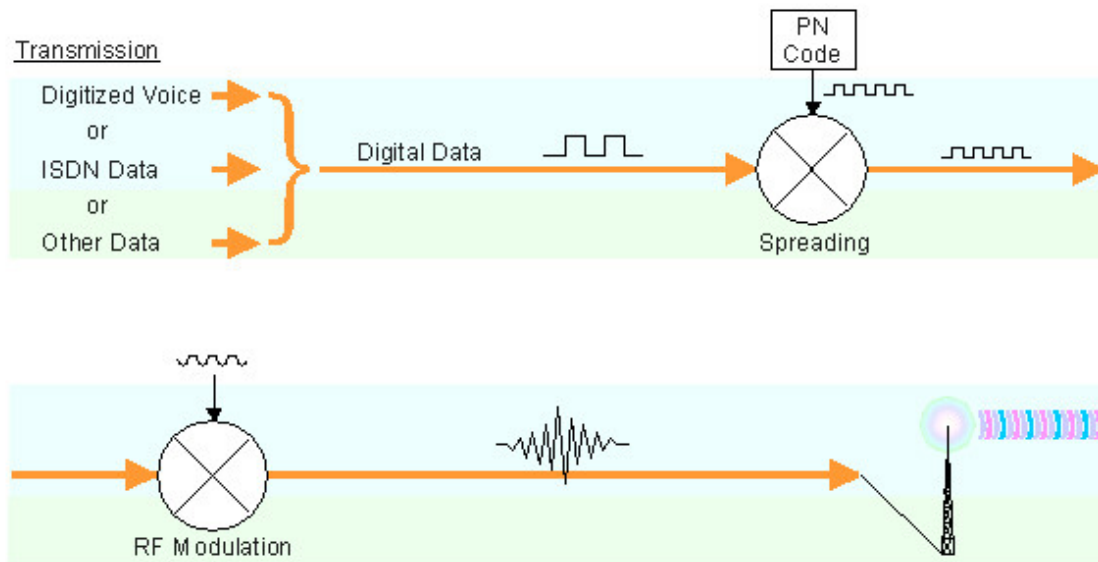 PN
Code
Transmission
Digitized Voice
or
ISDN Data
or
Other Data
Digital Data
Spreading
RF Modulation